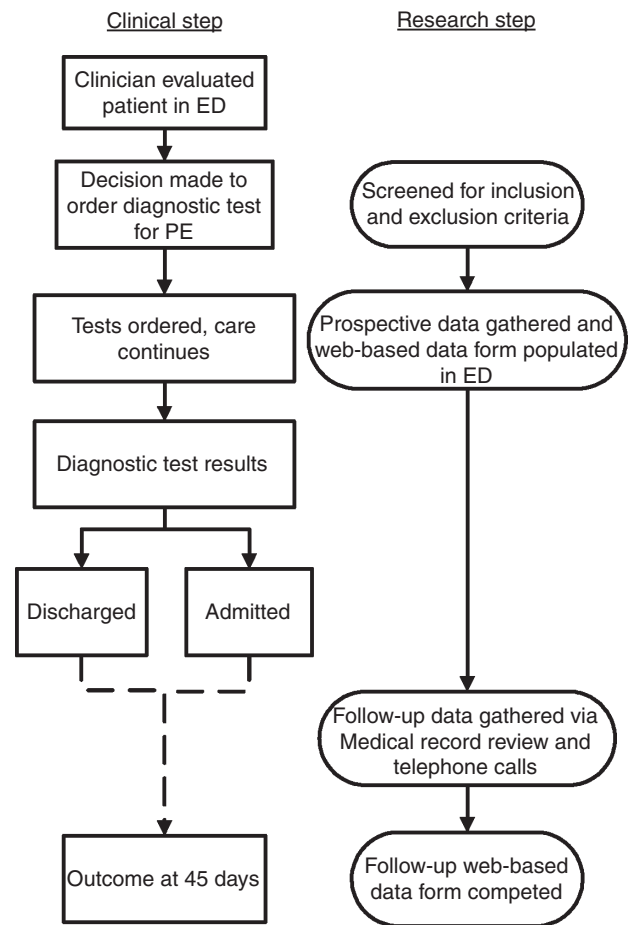 Clinical step
Research step
Clinician evaluated
patient in ED
Decision made to
order diagnostic test
for PE
Screened for inclusion
and exclusion criteria
Tests ordered, care
continues
Prospective data gathered and
web-based data form populated
in ED
Diagnostic test results
Discharged
Admitted
Follow-up data gathered via
Medical record review and
telephone calls
Outcome at 45 days
Follow-up web-based
data form competed